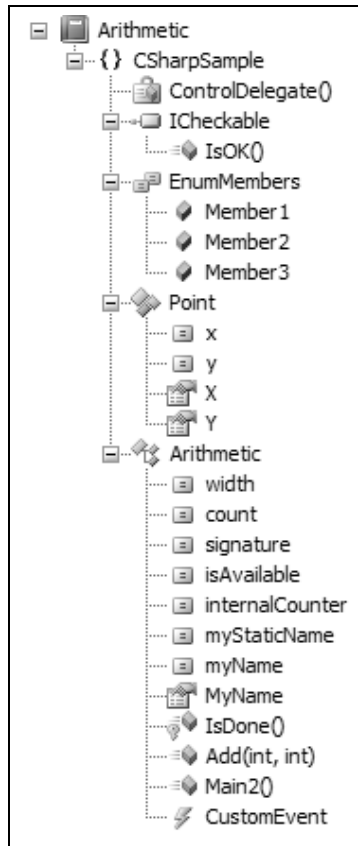 Arithmetic
{} CSharpSample
ControlDelegate()
ICheckable
IsOK()
EnumMembers
Member1
Member2
Member3
Point
x
y
X
Y
Arithmetic
width
count
signature
isAvailable
internalCounter
myStaticName
myName
MyName
IsDone()
Add(int, int)
Main2()
CustomEvent